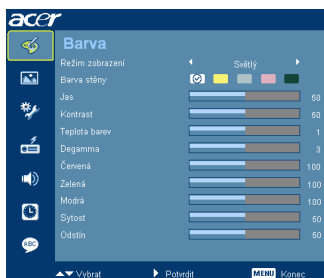 acer
Barva
Režim zobrazení Světlý
Barva stěny
Jas 50
Kontrast 50
Teplota barev 1
Degamma 3
Červená 100
Zelená 100
Modrá 100
Sytost 50
Odstín 50
ABC
Vybrat Potvrdit MENU Konec